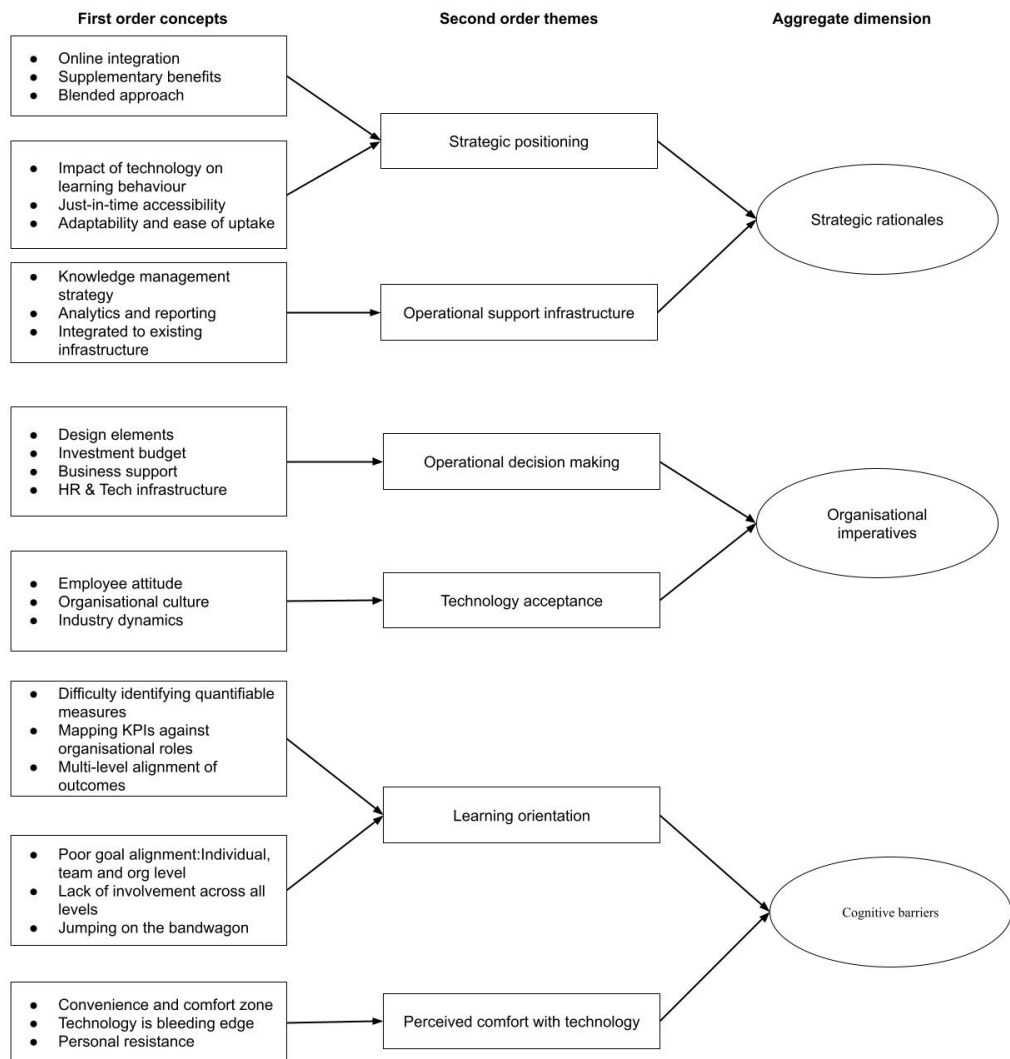 First order concepts
Second order themes
Aggregate dimension
● Online integration
● Supplementary benefits
● Blended approach
● Impact of technology on
learning behaviour
● Just-in-time accessibility
● Adaptability and ease of uptake
Strategic positioning
● Knowledge management
strategy
● Analytics and reporting
● Integrated to existing
infrastructure
Operational support infrastructure
Strategic rationales
● Design elements
● Investment budget
● Business support
● HR & Tech infrastructure
Operational decision making
● Employee attitude
● Organisational culture
● Industry dynamics
Technology acceptance
Organisational
imperatives
● Difficulty identifying quantifiable
measures
● Mapping KPIs against
organisational roles
● Multi-level alignment of
outcomes
● Poor goal alignment:Individual,
team and org level
● Lack of involvement across all
levels
● Jumping on the bandwagon
Learning orientation
● Convenience and comfort zone
● Technology is bleeding edge
● Personal resistance
Perceived comfort with technology
Cognitive barriers